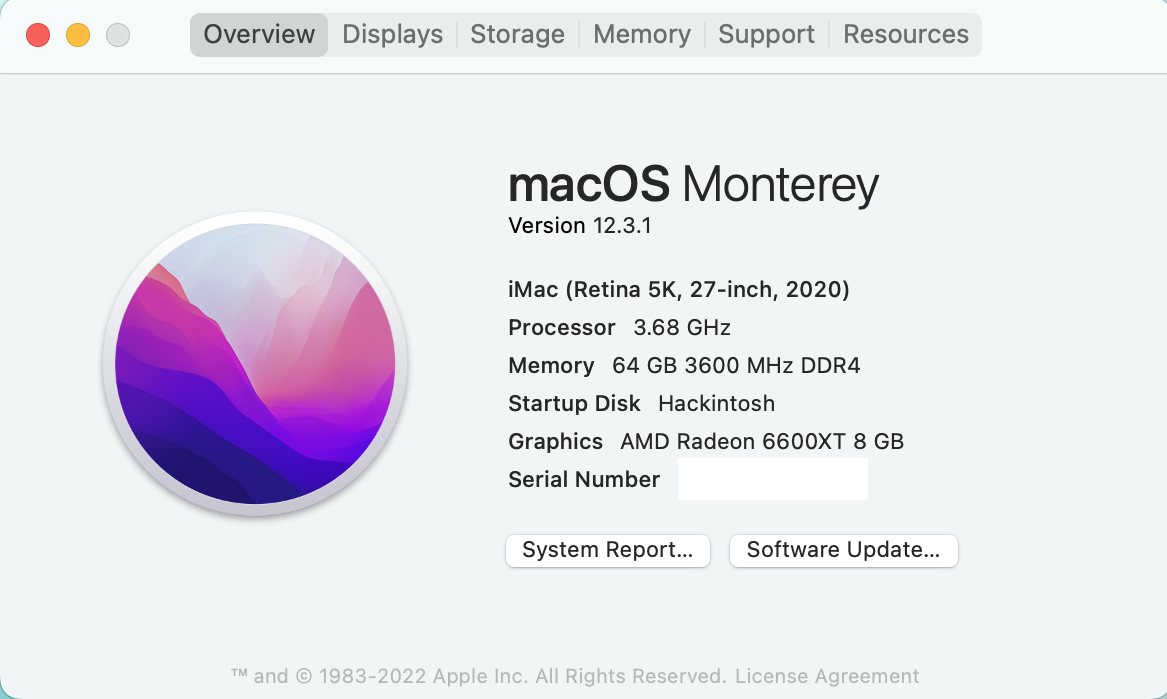 Overview Displays Storage Memory Support Resources
macOS Monterey
Version 12.3.1
iMac (Retina 5K, 27-inch, 2020)
Processor 3.68 GHz
Memory 64 GB 3600 MHz DDR4
Startup Disk Hackintosh
Graphics AMD Radeon 6600XT 8 GB
Serial Number
System Report... Software Update...
™ and © 1983-2022 Apple Inc. All Rights Reserved. License Agreement